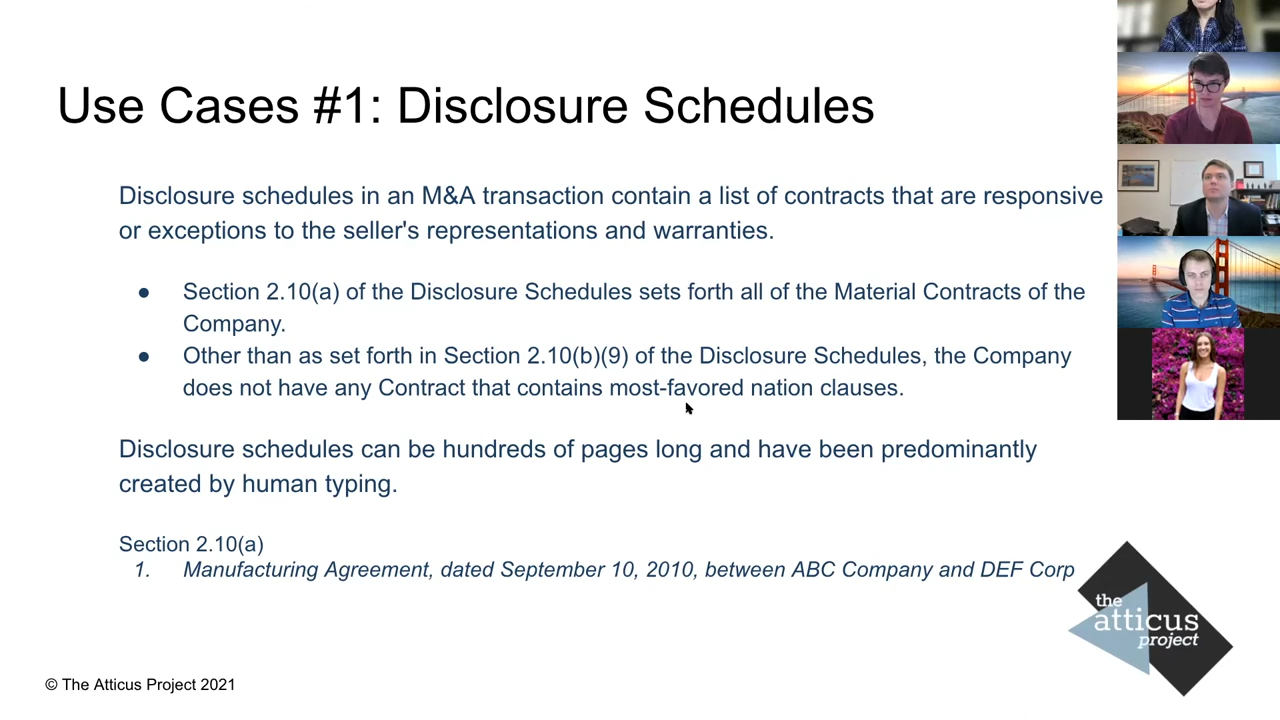 Use Cases #1: Disclosure Schedules
Disclosure schedules in an M&A transaction contain a list of contracts that are responsive
or exceptions to the seller's representations and warranties.
● Section 2.10(a) of the Disclosure Schedules sets forth all of the Material Contracts of the
Company.
● Other than as set forth in Section 2.10(b)(9) of the Disclosure Schedules, the Company
does not have any Contract that contains most-favored nation clauses.
Disclosure schedules can be hundreds of pages long and have been predominantly
created by human typing.
Section 2.10(a)
1. Manufacturing Agreement, dated September 10, 2010, between ABC Company and DEF Corp
the
atticus
project
© The Atticus Project 2021